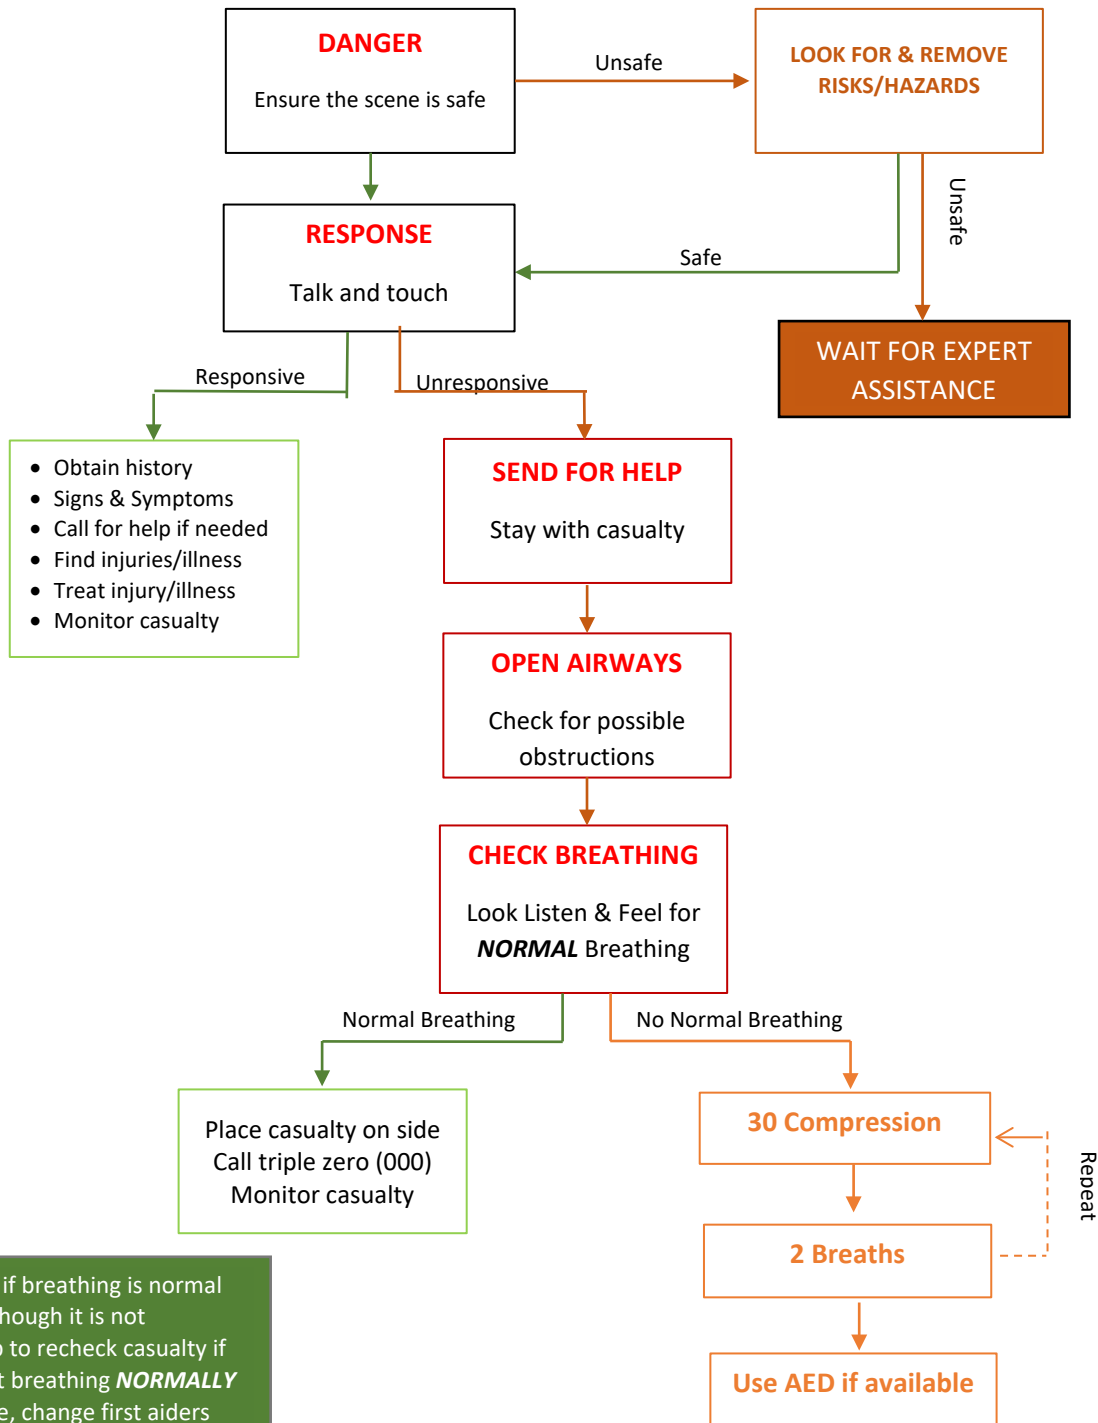 DANGER
Ensure the scene is safe
Unsafe
LOOK FOR & REMOVE
RISKS/HAZARDS
Unsafe
RESPONSE
Talk and touch
Safe
WAIT FOR EXPERT
ASSISTANCE
Responsive
Unresponsive
• Obtain history
• Signs & Symptoms
• Call for help if needed
• Find injuries/illness
• Treat injury/illness
• Monitor casualty
SEND FOR HELP
Stay with casualty
OPEN AIRWAYS
Check for possible
obstructions
CHECK BREATHING
Look Listen & Feel for
NORMAL Breathing
Normal Breathing
No Normal Breathing
Place casualty on side
Call triple zero (000)
Monitor casualty
30 Compression
Repeat
2 Breaths
Use AED if available
if breathing is normal
though it is not
to recheck casualty if
breathing NORMALLY
change first aiders